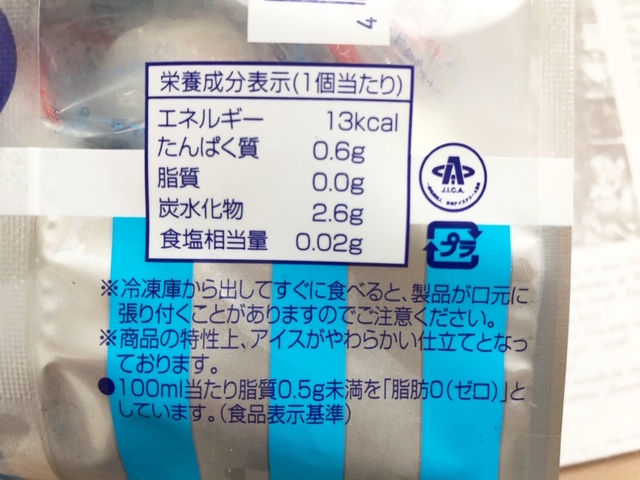 4
栄養成分表示(1個当たり)
エネルギー 13kcal
たんぱく質 0.6g
脂質 0.0g
炭水化物 2.6g
食塩相当量 0.02g
J.I.C.A.
プラ
※冷凍庫から出してすぐに食べると、製品が口元に
張り付くことがありますのでご注意ください。
※商品の特性上、アイスがやわらかい仕立てとなっ
ております。
●100ml当たり脂質0.5g未満を「脂肪0(ゼロ)」と
しています。(食品表示基準)